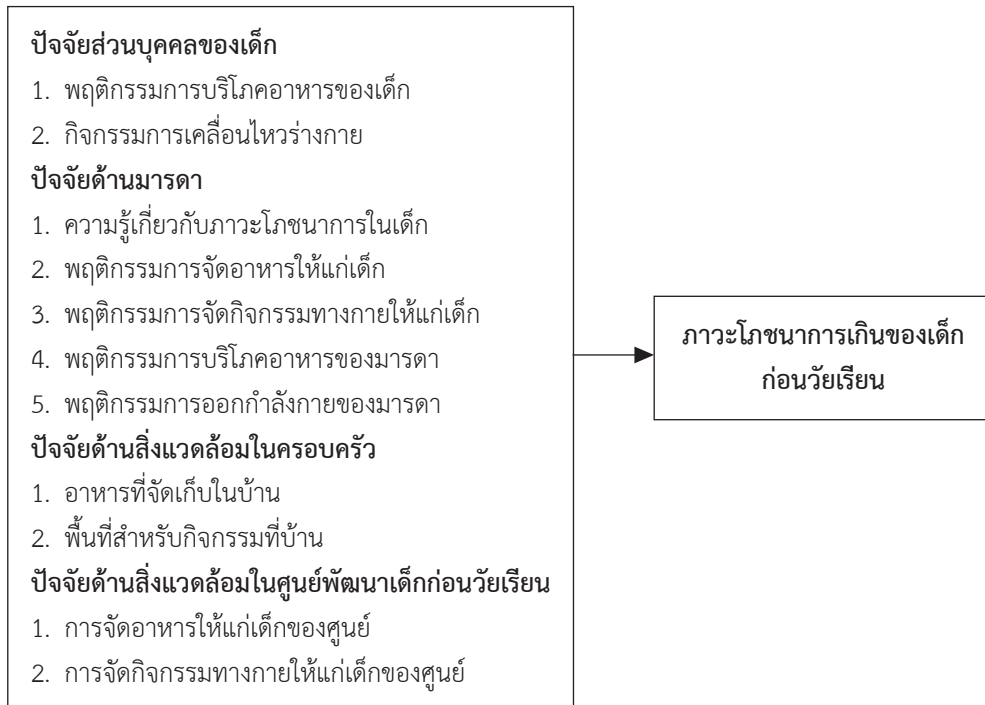 ปัจจัยส่วนบุคคลของเด็ก
1. พฤติกรรมการบริโภคอาหารของเด็ก
2. กิจกรรมการเคลื่อนไหวร่างกาย
ปัจจัยด้านมารดา
1. ความรู้เกี่ยวกับภาวะโภชนาการในเด็ก
2. พฤติกรรมการจัดอาหารให้แก่เด็ก
3. พฤติกรรมการจัดกิจกรรมทางกายให้แก่เด็ก
4. พฤติกรรมการบริโภคอาหารของมารดา
5. พฤติกรรมการออกกำลังกายของมารดา
ปัจจัยด้านสิ่งแวดล้อมในครอบครัว
1. อาหารที่จัดเก็บในบ้าน
2. พื้นที่สำหรับกิจกรรมที่บ้าน
ปัจจัยด้านสิ่งแวดล้อมในศูนย์พัฒนาเด็กก่อนวัยเรียน
1. การจัดอาหารให้แก่เด็กของศูนย์
2. การจัดกิจกรรมทางกายให้แก่เด็กของศูนย์
ภาวะโภชนาการเกินของเด็ก
ก่อนวัยเรียน